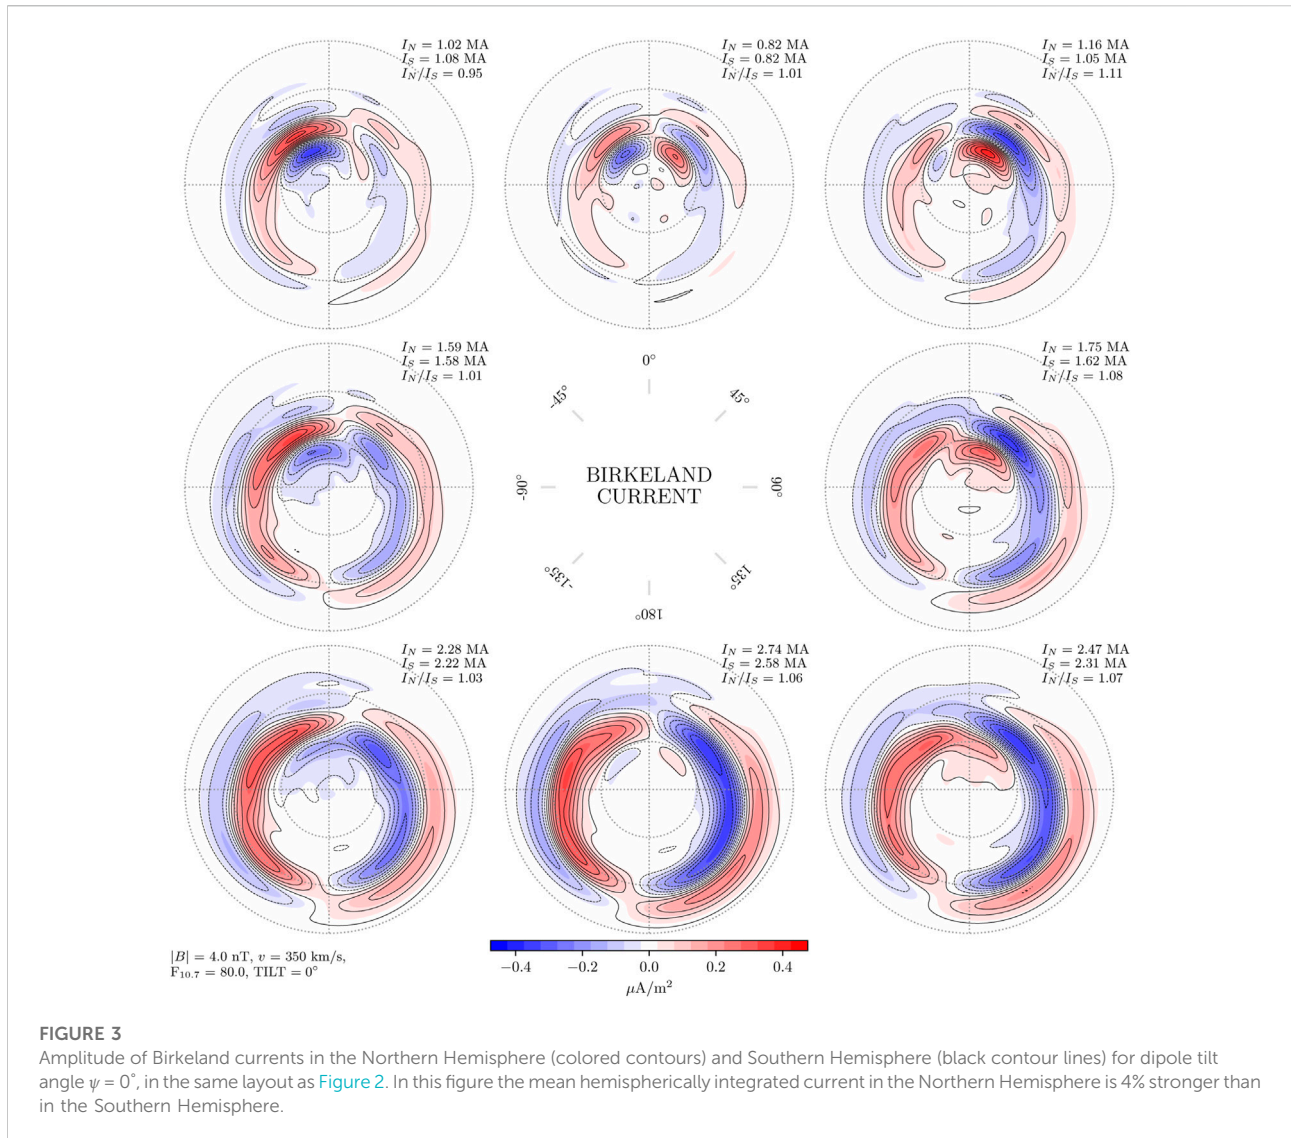 I_N = 1.02 MA
I_S = 1.08 MA
I_N/I_S = 0.95
I_N = 0.82 MA
I_S = 0.82 MA
I_N/I_S = 1.01
I_N = 1.16 MA
I_S = 1.05 MA
I_N/I_S = 1.11
I_N = 1.59 MA
I_S = 1.58 MA
I_N/I_S = 1.01
0°
-45°
45°
-90°
BIRKELAND
CURRENT
90°
-135°
135°
180°
I_N = 1.75 MA
I_S = 1.62 MA
I_N/I_S = 1.08
I_N = 2.28 MA
I_S = 2.22 MA
I_N/I_S = 1.03
I_N = 2.74 MA
I_S = 2.58 MA
I_N/I_S = 1.06
I_N = 2.47 MA
I_S = 2.31 MA
I_N/I_S = 1.07
|B| = 4.0 nT, v = 350 km/s,
F10.7 = 80.0, TILT = 0°
−0.4 −0.2 0.0 0.2 0.4
μA/m²
FIGURE 3
Amplitude of Birkeland currents in the Northern Hemisphere (colored contours) and Southern Hemisphere (black contour lines) for dipole tilt
angle ψ = 0°, in the same layout as Figure 2. In this figure the mean hemispherically integrated current in the Northern Hemisphere is 4% stronger than
in the Southern Hemisphere.